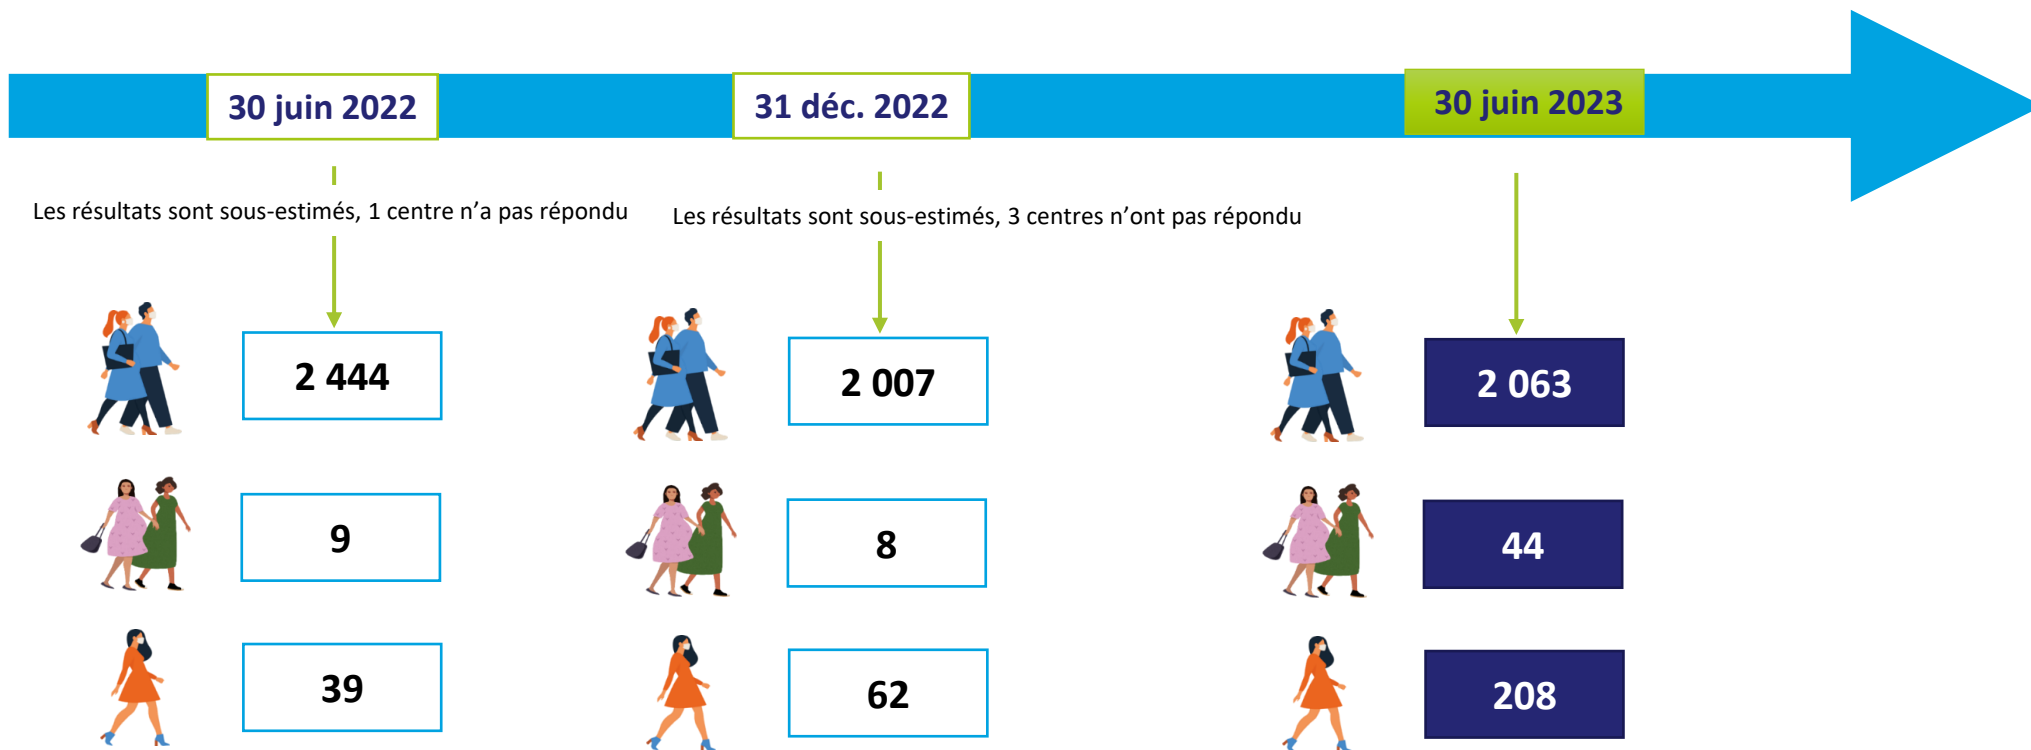 30 juin 2022
31 déc. 2022
30 juin 2023
Les résultats sont sous-estimés, 1 centre n’a pas répondu
Les résultats sont sous-estimés, 3 centres n’ont pas répondu
2 444
2 007
2 063
9
8
44
39
62
208